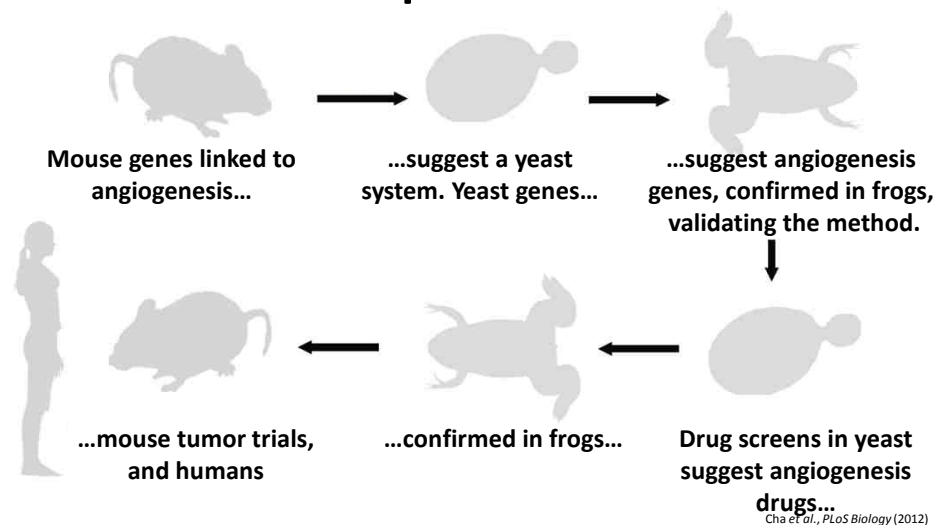 Mouse genes linked to
angiogenesis…
…suggest a yeast
system. Yeast genes…
…suggest angiogenesis
genes, confirmed in frogs,
validating the method.
Drug screens in yeast
suggest angiogenesis
drugs…
…confirmed in frogs…
…mouse tumor trials,
and humans
Cha et al., PLoS Biology (2012)